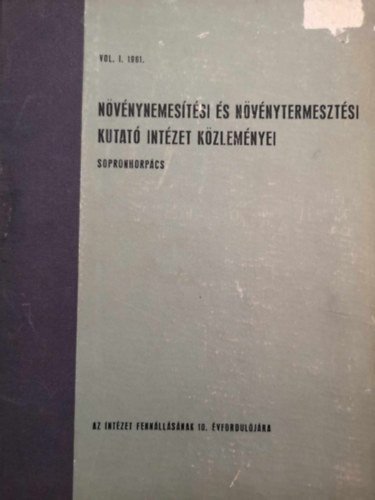 VOL. I. 1961.
NÖVÉNYNEMESÍTÉSI ÉS NÖVÉNYTERMESZTÉSI
KUTATÓ INTÉZET KÖZLEMÉNYEI
SOPRONHORPÁCS
AZ INTÉZET FENNÁLLÁSÁNAK 10. ÉVFORDULÓJÁRA